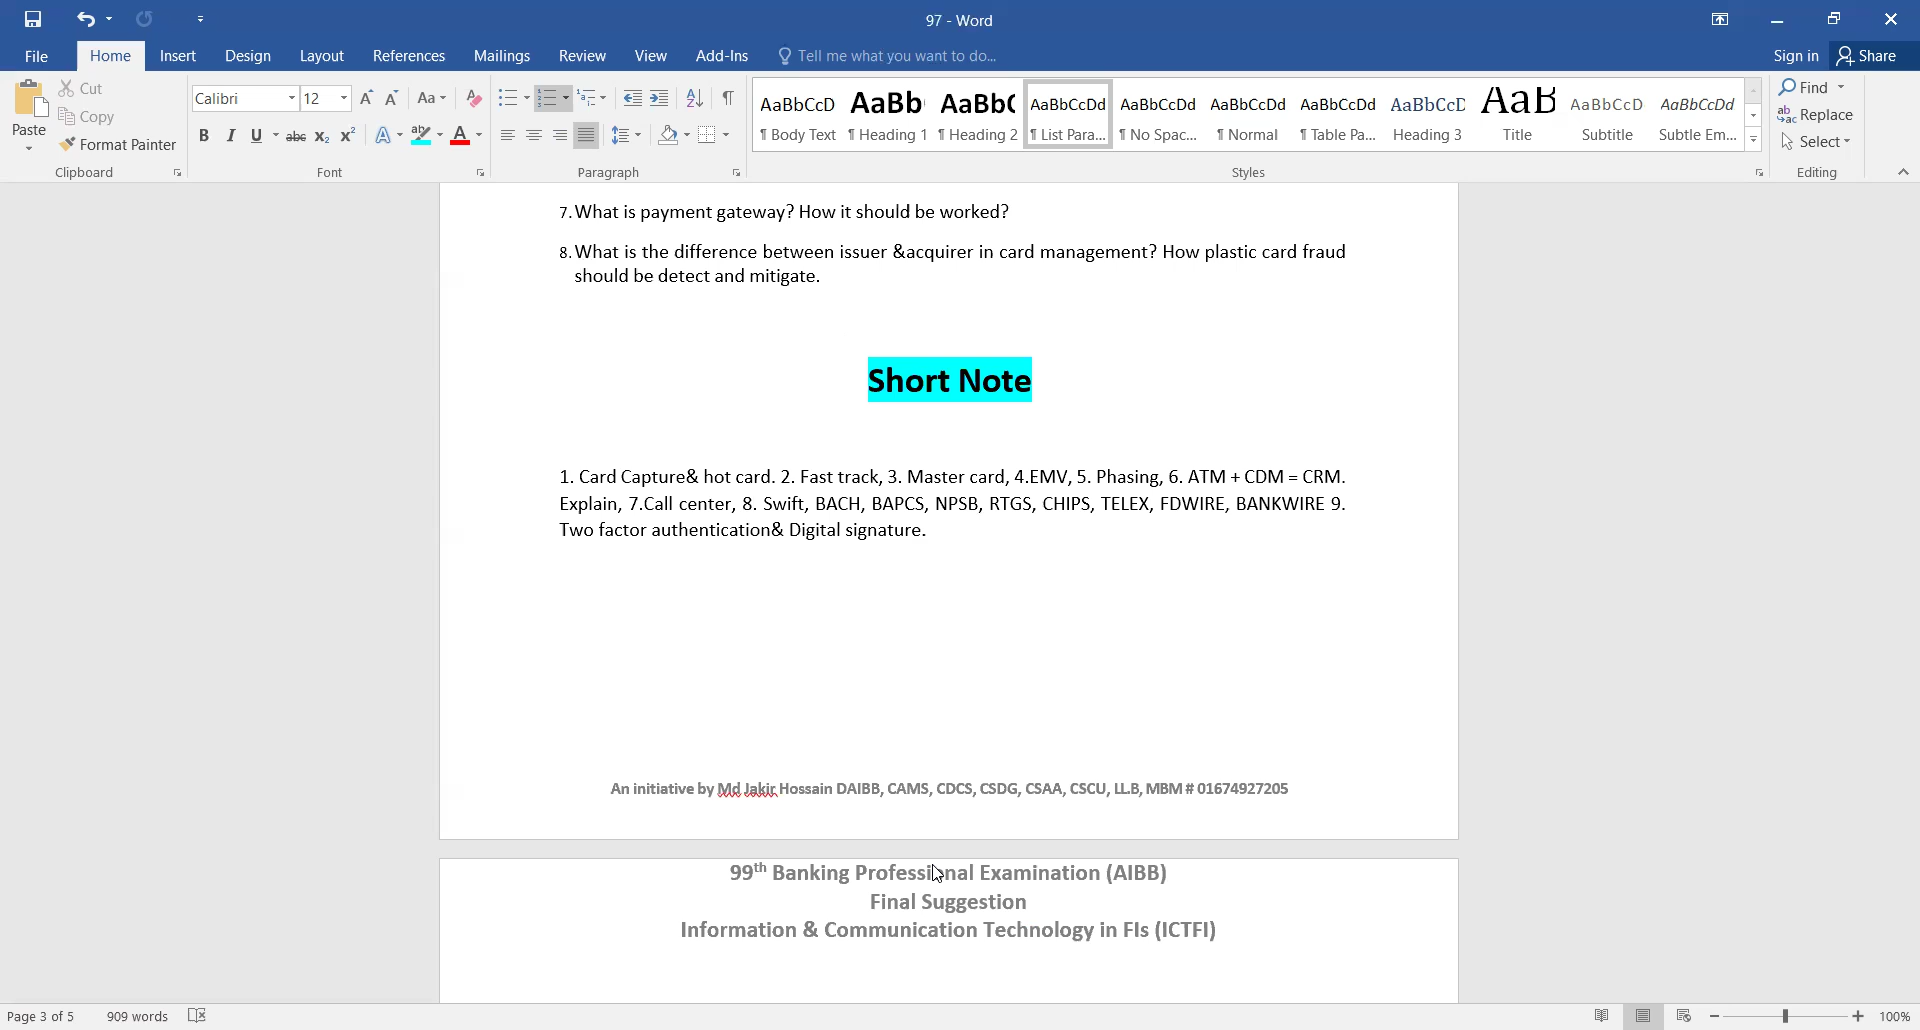 97 - Word
File Home Insert Design Layout References Mailings Review View Add-Ins Tell me what you want to do... Sign in Share
Paste Cut Copy Format Painter Clipboard
Calibri 12 Aa Font
Paragraph
AaBbCcD ¶ Body Text
AaBb ¶ Heading 1
AaBbC ¶ Heading 2
AaBbCcDd ¶ List Para...
AaBbCcDd ¶ No Spac...
AaBbCcDd ¶ Normal
AaBbCcDd ¶ Table Pa...
AaBbCcD Heading 3
AaB Title
AaBbCcD Subtitle
AaBbCcDd Subtle Em...
Styles
Find Replace Select Editing
7. What is payment gateway? How it should be worked?
8. What is the difference between issuer &acquirer in card management? How plastic card fraud
should be detect and mitigate.
Short Note
1. Card Capture& hot card. 2. Fast track, 3. Master card, 4.EMV, 5. Phasing, 6. ATM + CDM = CRM.
Explain, 7.Call center, 8. Swift, BACH, BAPCS, NPSB, RTGS, CHIPS, TELEX, FDWIRE, BANKWIRE 9.
Two factor authentication& Digital signature.
An initiative by Md Jakir Hossain DAIBB, CAMS, CDCS, CSDG, CSAA, CSCU, LL.B, MBM # 01674927205
99th Banking Professional Examination (AIBB)
Final Suggestion
Information & Communication Technology in FIs (ICTFI)
Page 3 of 5 909 words 100%